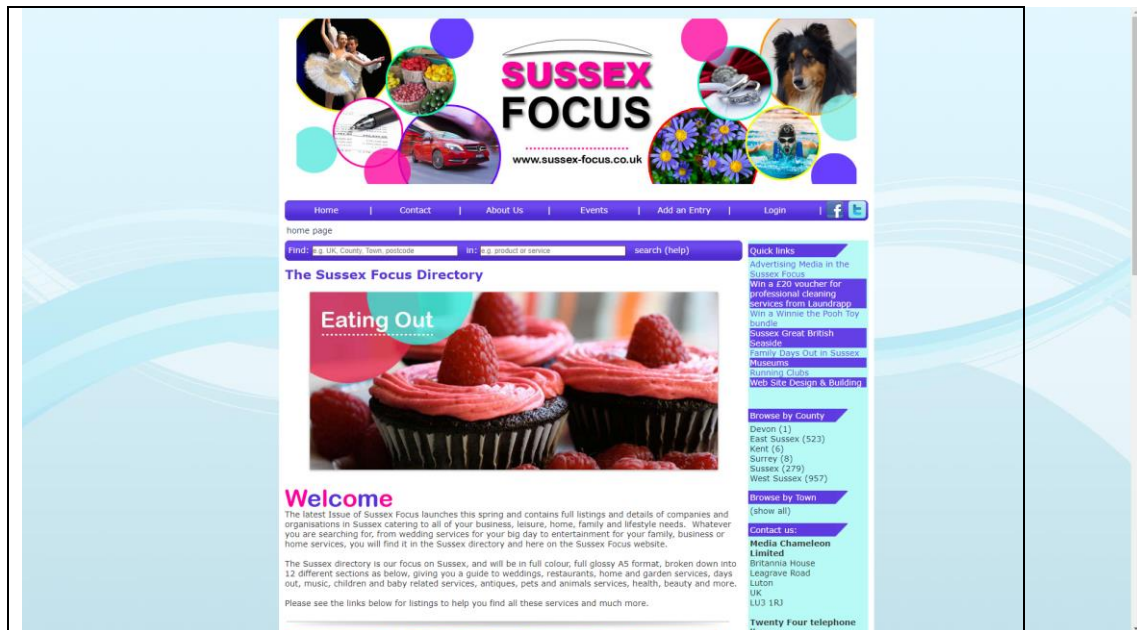 SUSSEX
FOCUS
www.sussex-focus.co.uk
Home | Contact | About Us | Events | Add an Entry | Login |
home page
Find: e.g. UK, County, Town, postcode in: e.g. product or service search (help)
The Sussex Focus Directory
Eating Out
Welcome
The latest Issue of Sussex Focus launches this spring and contains full listings and details of companies and
organisations in Sussex catering to all of your business, leisure, home, family and lifestyle needs. Whatever
you are searching for, from wedding services for your big day to entertainment for your family, business or
home services, you will find it in the Sussex directory and here on the Sussex Focus website.
The Sussex directory is our focus on Sussex, and will be in full colour, full glossy A5 format, broken down into
12 different sections as below, giving you a guide to weddings, restaurants, home and garden services, days
out, music, children and baby related services, antiques, pets and animals services, health, beauty and more.
Please see the links below for listings to help you find all these services and much more.
Quick links
Advertising Media in the
Sussex Focus
Win a £20 voucher for
professional cleaning
services from Laundrapp
Win a Winnie the Pooh Toy
bundle
Sussex Great British
Seaside
Family Days Out in Sussex
Museums
Running Clubs
Web Site Design & Building
Browse by County
Devon (1)
East Sussex (523)
Kent (6)
Surrey (8)
Sussex (279)
West Sussex (957)
Browse by Town
(show all)
Contact us:
Media Chameleon
Limited
Britannia House
Leagrave Road
Luton
UK
LU3 1RJ
Twenty Four telephone